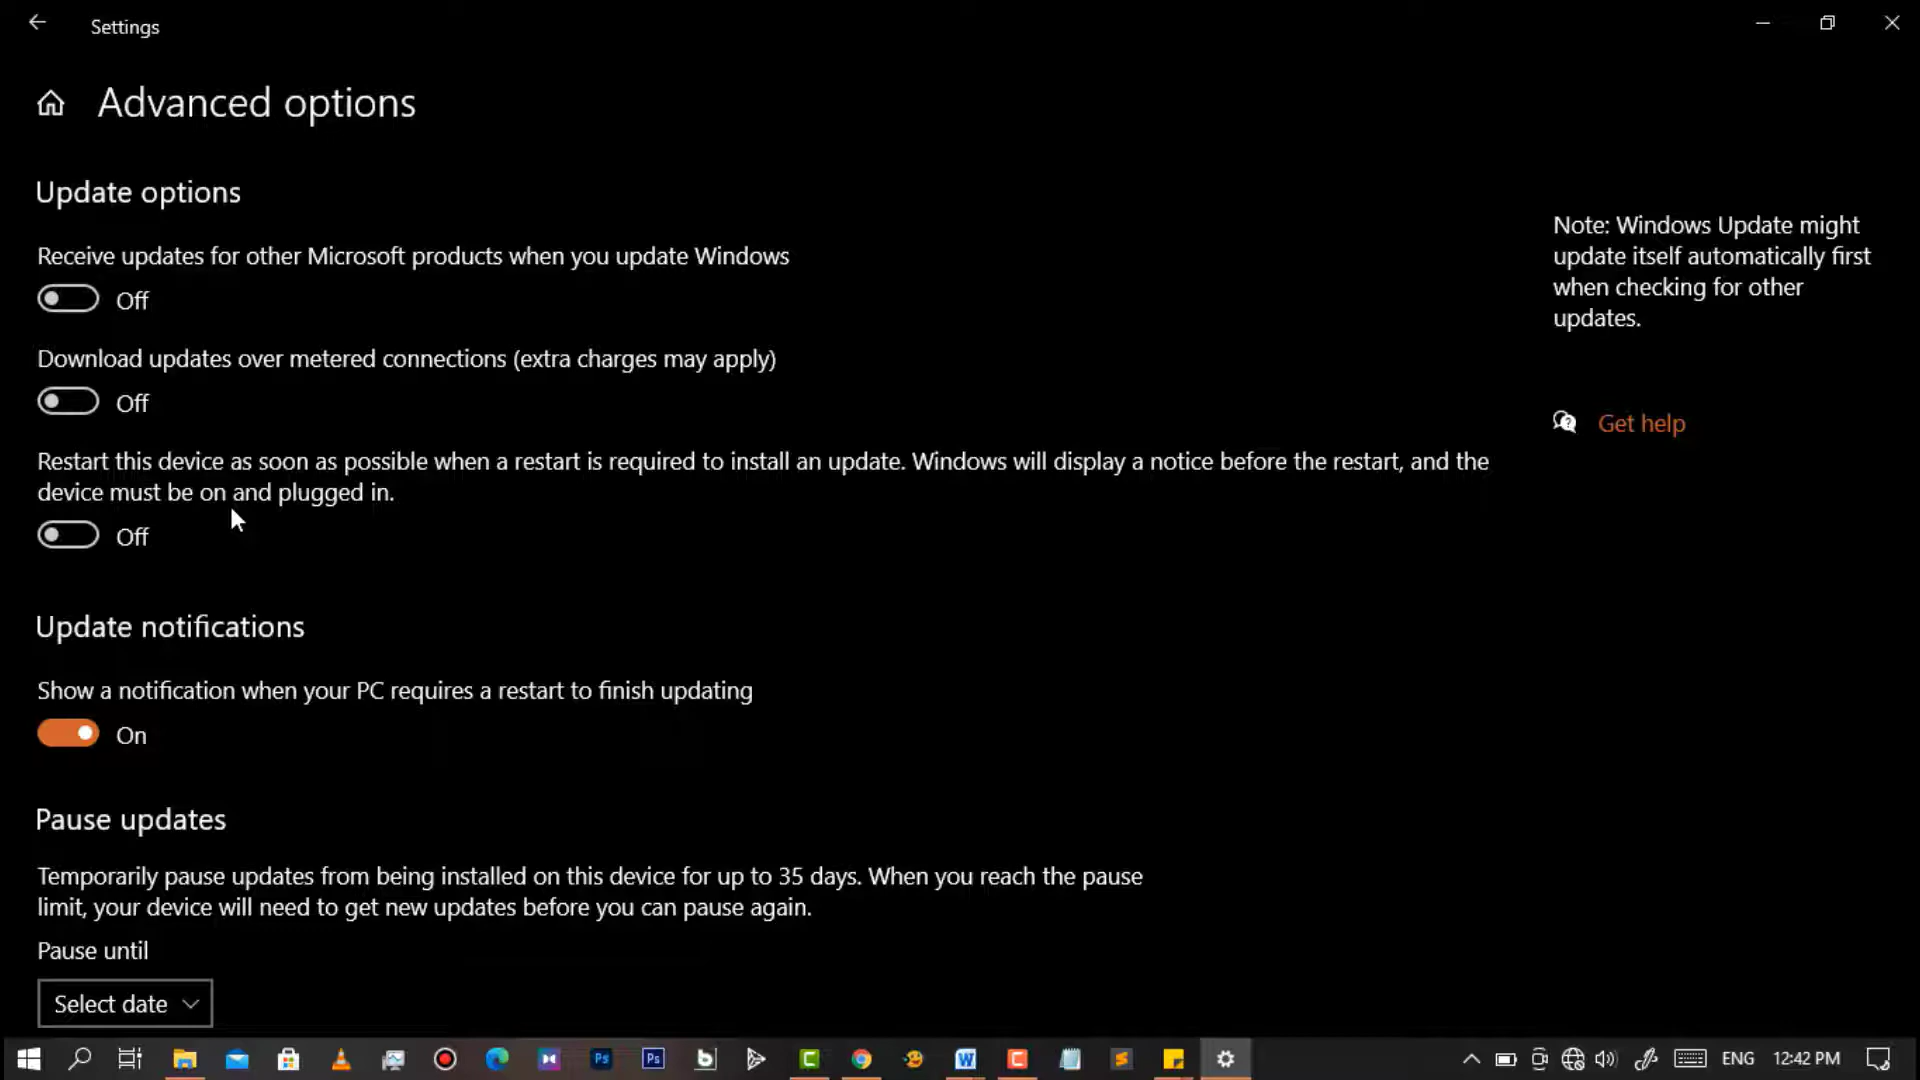 Settings
Advanced options
Update options
Receive updates for other Microsoft products when you update Windows
Off
Download updates over metered connections (extra charges may apply)
Off
Restart this device as soon as possible when a restart is required to install an update. Windows will display a notice before the restart, and the
device must be on and plugged in.
Off
Update notifications
Show a notification when your PC requires a restart to finish updating
On
Pause updates
Temporarily pause updates from being installed on this device for up to 35 days. When you reach the pause
limit, your device will need to get new updates before you can pause again.
Pause until
Select date
Note: Windows Update might
update itself automatically first
when checking for other
updates.
Get help
Ps
Ps
b
C
W
C
S
ENG
12:42 PM